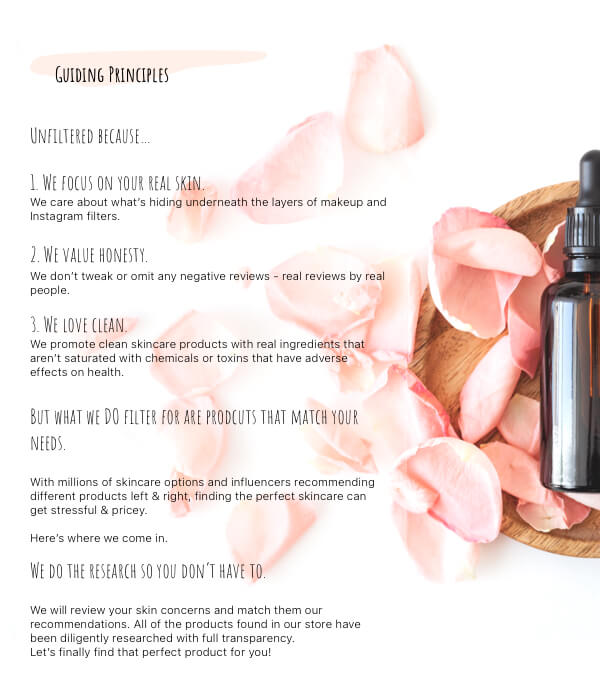 Guiding Principles
Unfiltered because...
1. We focus on your real skin.
We care about what's hiding underneath the layers of makeup and
Instagram filters.
2. We value honesty.
We don't tweak or omit any negative reviews - real reviews by real
people.
3. We love clean.
We promote clean skincare products with real ingredients that
aren't saturated with chemicals or toxins that have adverse
effects on health.
But what we DO filter for are prodcuts that match your
needs.
With millions of skincare options and influencers recommending
different products left & right, finding the perfect skincare can
get stressful & pricey.
Here's where we come in.
We do the research so you don't have to.
We will review your skin concerns and match them our
recommendations. All of the products found in our store have
been diligently researched with full transparency.
Let's finally find that perfect product for you!